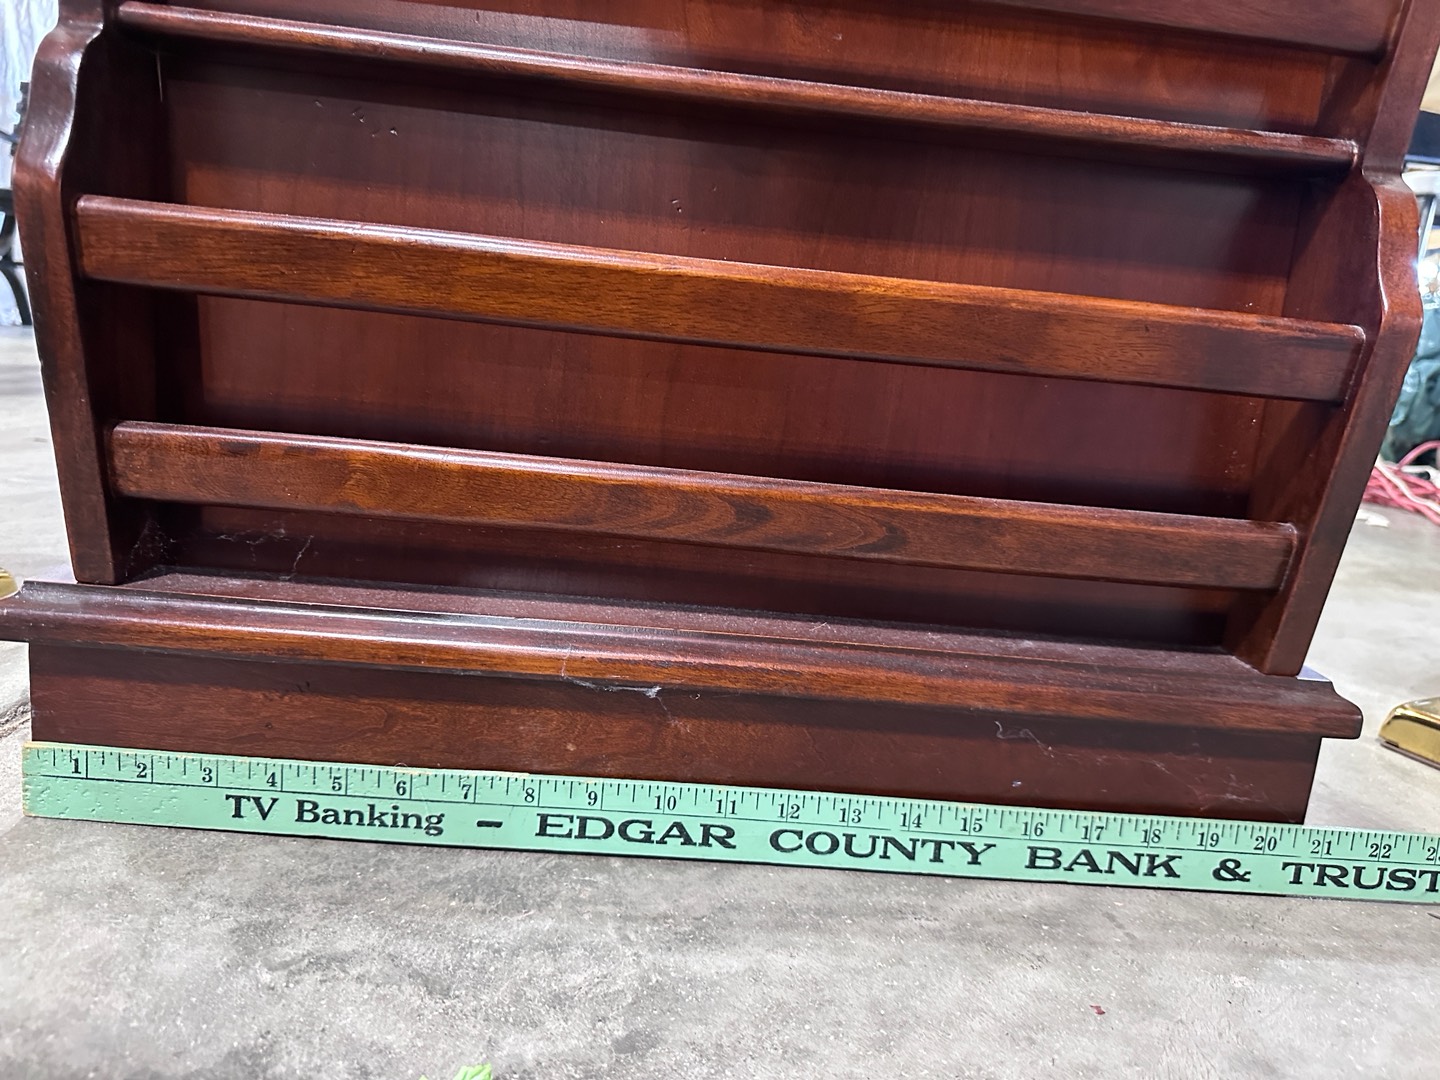 1 2 3 4 5 6 7 8 9 10 11 12 13 14 15 16 17 18 19 20 21 22
TV Banking - EDGAR COUNTY BANK & TRUST